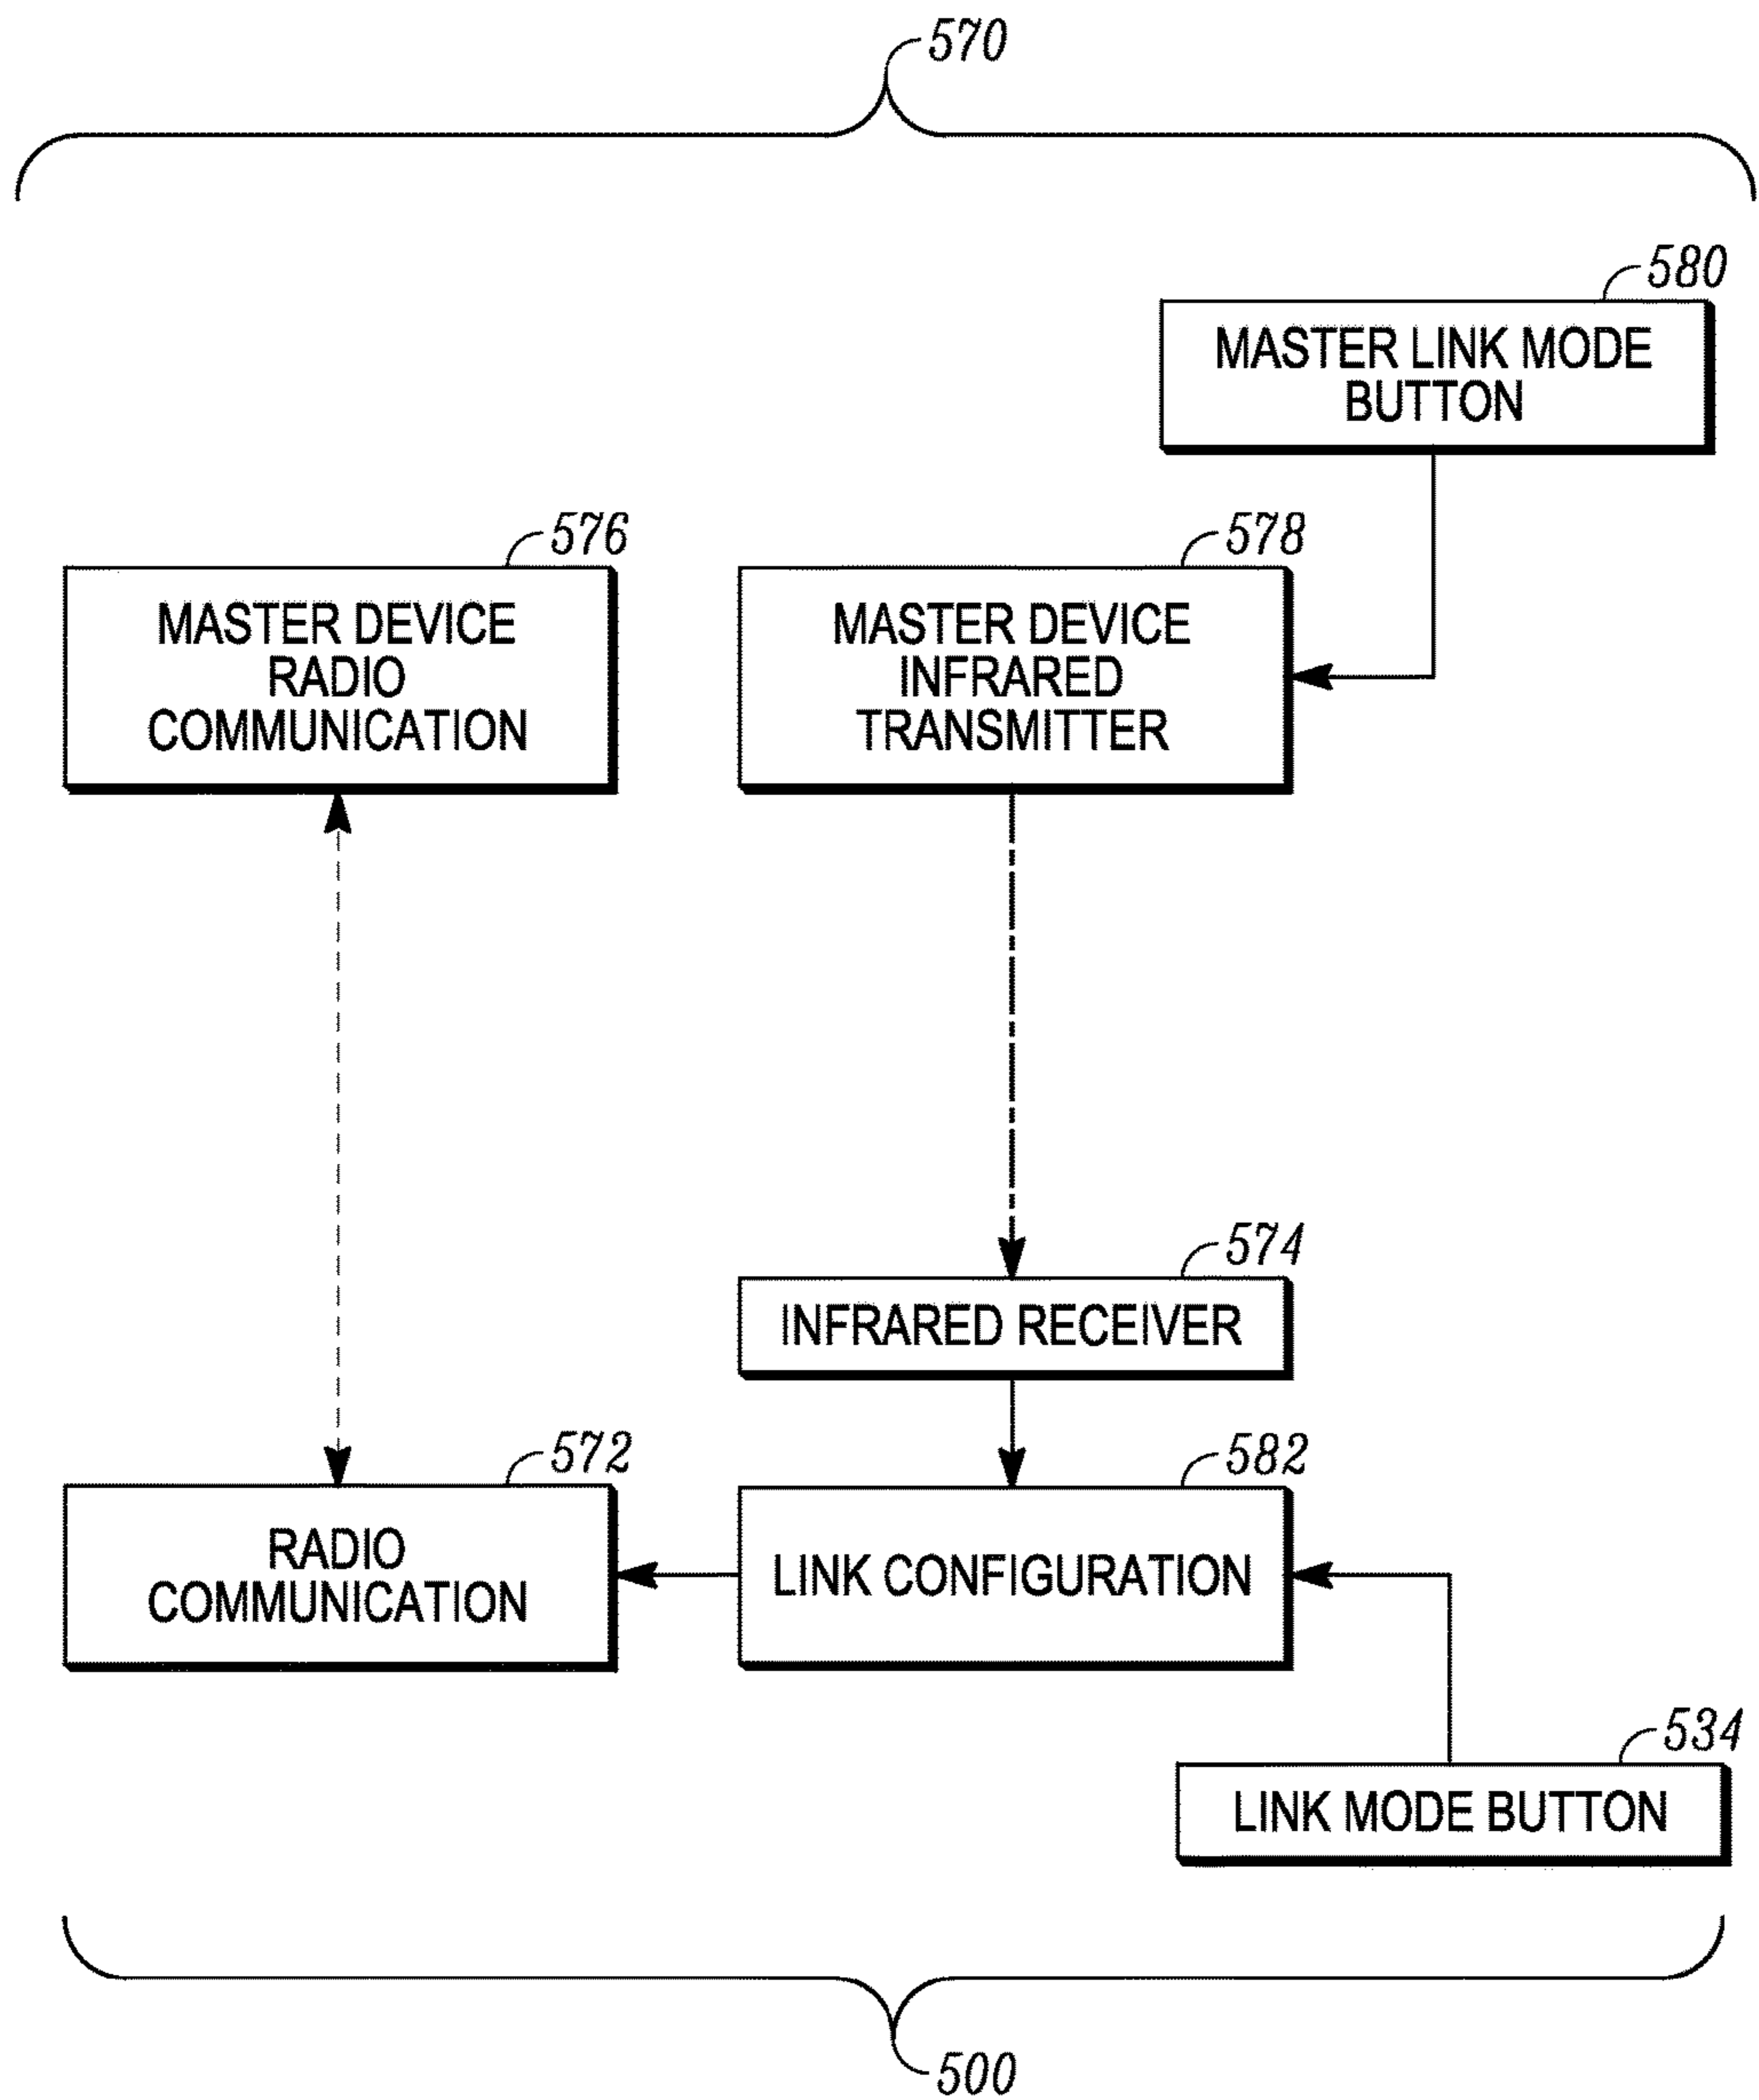 570
580
MASTER LINK MODE
BUTTON
576
MASTER DEVICE
RADIO
COMMUNICATION
578
MASTER DEVICE
INFRARED
TRANSMITTER
574
INFRARED RECEIVER
572
RADIO
COMMUNICATION
582
LINK CONFIGURATION
534
LINK MODE BUTTON
500